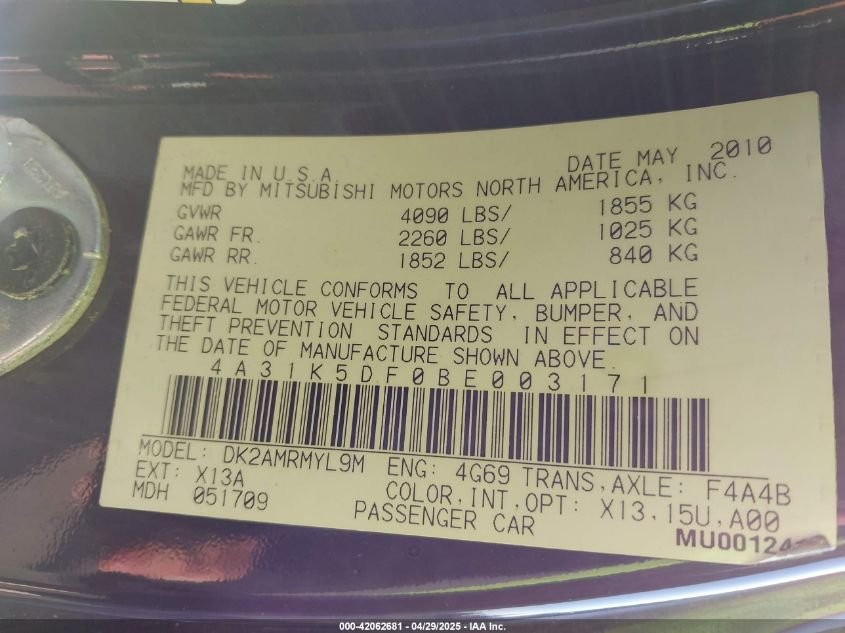 DATE MAY 2010
MADE IN U.S.A.
MFD BY MITSUBISHI MOTORS NORTH AMERICA, INC.
GVWR 4090 LBS/ 1855 KG
GAWR FR. 2260 LBS/ 1025 KG
GAWR RR. 1852 LBS/ 840 KG
THIS VEHICLE CONFORMS TO ALL APPLICABLE
FEDERAL MOTOR VEHICLE SAFETY, BUMPER, AND
THEFT PREVENTION STANDARDS IN EFFECT ON
THE DATE OF MANUFACTURE SHOWN ABOVE.
4A31K5DF0BE003171
MODEL: DK2AMRMYL9M ENG: 4G69 TRANS,AXLE: F4A4B
EXT: X13A COLOR,INT,OPT: X13,15U,A00
MDH 051709 PASSENGER CAR
000-42062681 - 04/29/2025 - IAA Inc.